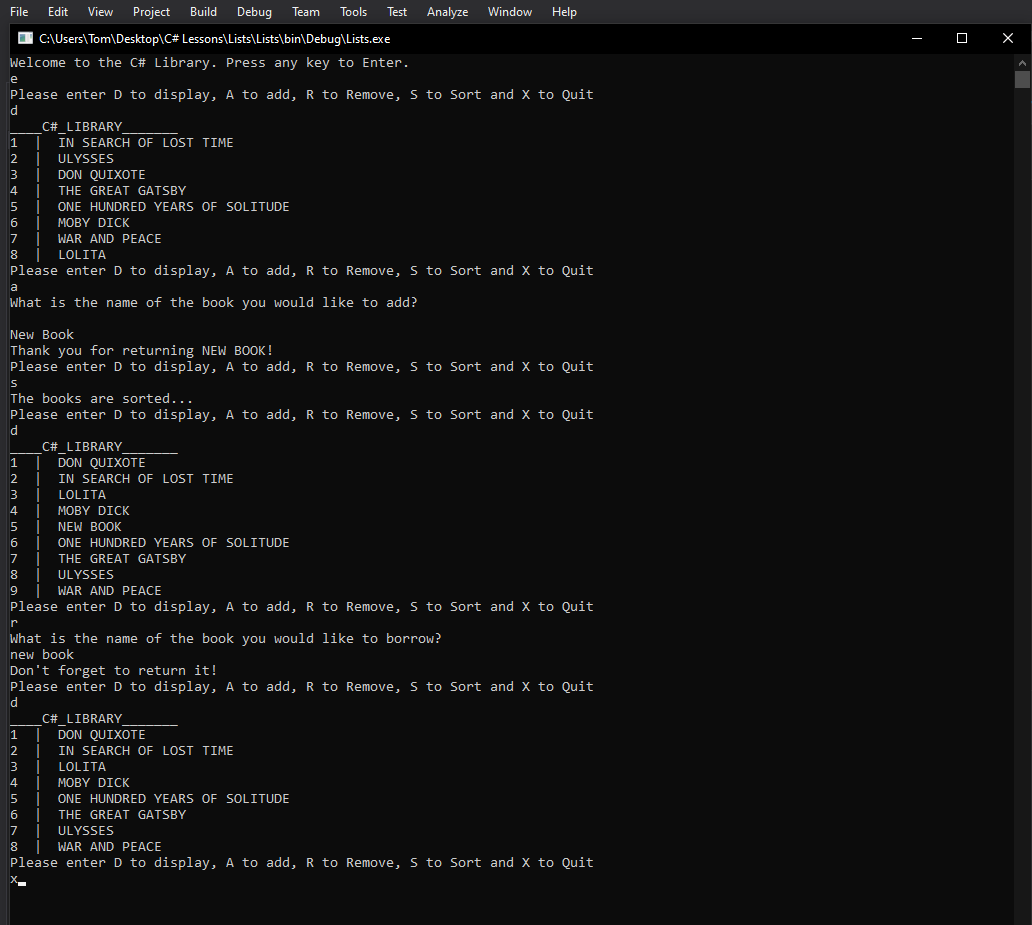 File Edit View Project Build Debug Team Tools Test Analyze Window Help
C:\Users\Tom\Desktop\C# Lessons\Lists\Lists\bin\Debug\Lists.exe
Welcome to the C# Library. Press any key to Enter.
e
Please enter D to display, A to add, R to Remove, S to Sort and X to Quit
d
____C#_LIBRARY_______
1  |  IN SEARCH OF LOST TIME
2  |  ULYSSES
3  |  DON QUIXOTE
4  |  THE GREAT GATSBY
5  |  ONE HUNDRED YEARS OF SOLITUDE
6  |  MOBY DICK
7  |  WAR AND PEACE
8  |  LOLITA
Please enter D to display, A to add, R to Remove, S to Sort and X to Quit
a
What is the name of the book you would like to add?

New Book
Thank you for returning NEW BOOK!
Please enter D to display, A to add, R to Remove, S to Sort and X to Quit
s
The books are sorted...
Please enter D to display, A to add, R to Remove, S to Sort and X to Quit
d
____C#_LIBRARY_______
1  |  DON QUIXOTE
2  |  IN SEARCH OF LOST TIME
3  |  LOLITA
4  |  MOBY DICK
5  |  NEW BOOK
6  |  ONE HUNDRED YEARS OF SOLITUDE
7  |  THE GREAT GATSBY
8  |  ULYSSES
9  |  WAR AND PEACE
Please enter D to display, A to add, R to Remove, S to Sort and X to Quit
r
What is the name of the book you would like to borrow?
new book
Don't forget to return it!
Please enter D to display, A to add, R to Remove, S to Sort and X to Quit
d
____C#_LIBRARY_______
1  |  DON QUIXOTE
2  |  IN SEARCH OF LOST TIME
3  |  LOLITA
4  |  MOBY DICK
5  |  ONE HUNDRED YEARS OF SOLITUDE
6  |  THE GREAT GATSBY
7  |  ULYSSES
8  |  WAR AND PEACE
Please enter D to display, A to add, R to Remove, S to Sort and X to Quit
x